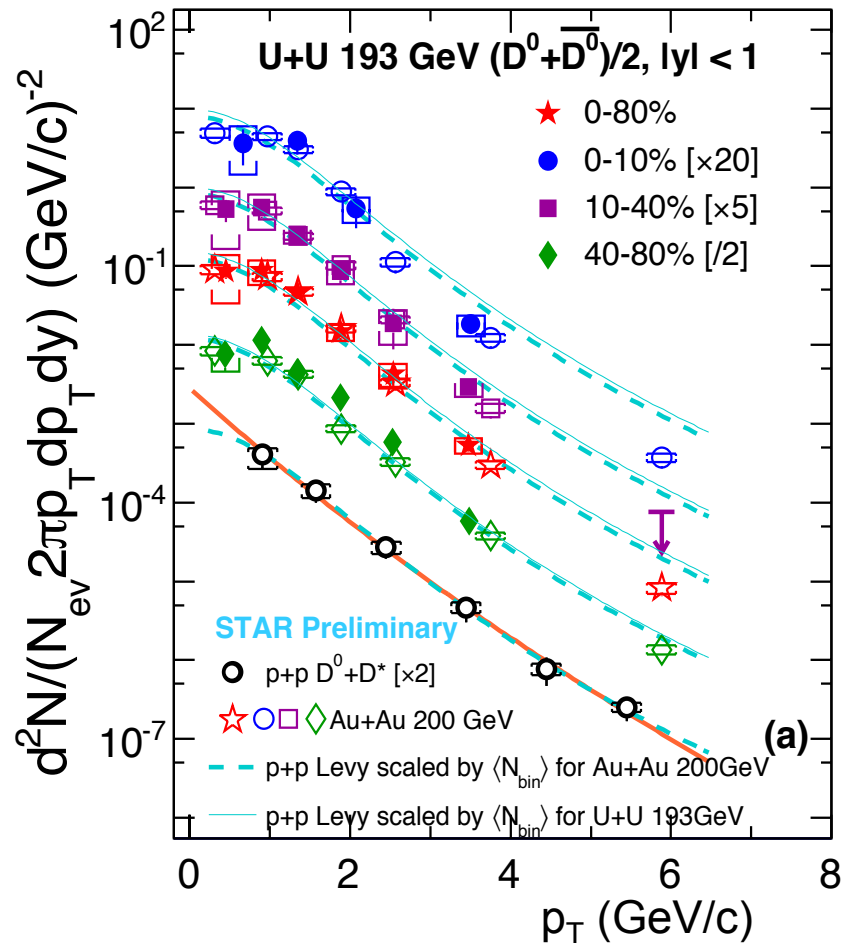 U+U 193 GeV (D⁰+D̅⁰)/2, |y| < 1
0-80%
0-10% [×20]
10-40% [×5]
40-80% [/2]
d²N/(N_ev 2πp_T dp_T dy) (GeV/c)⁻²
10²
10⁻¹
10⁻⁴
10⁻⁷
STAR Preliminary
p+p D⁰+D* [×2]
Au+Au 200 GeV
(a)
p+p Levy scaled by ⟨N_bin⟩ for Au+Au 200GeV
p+p Levy scaled by ⟨N_bin⟩ for U+U 193GeV
0 2 4 6 8
p_T (GeV/c)